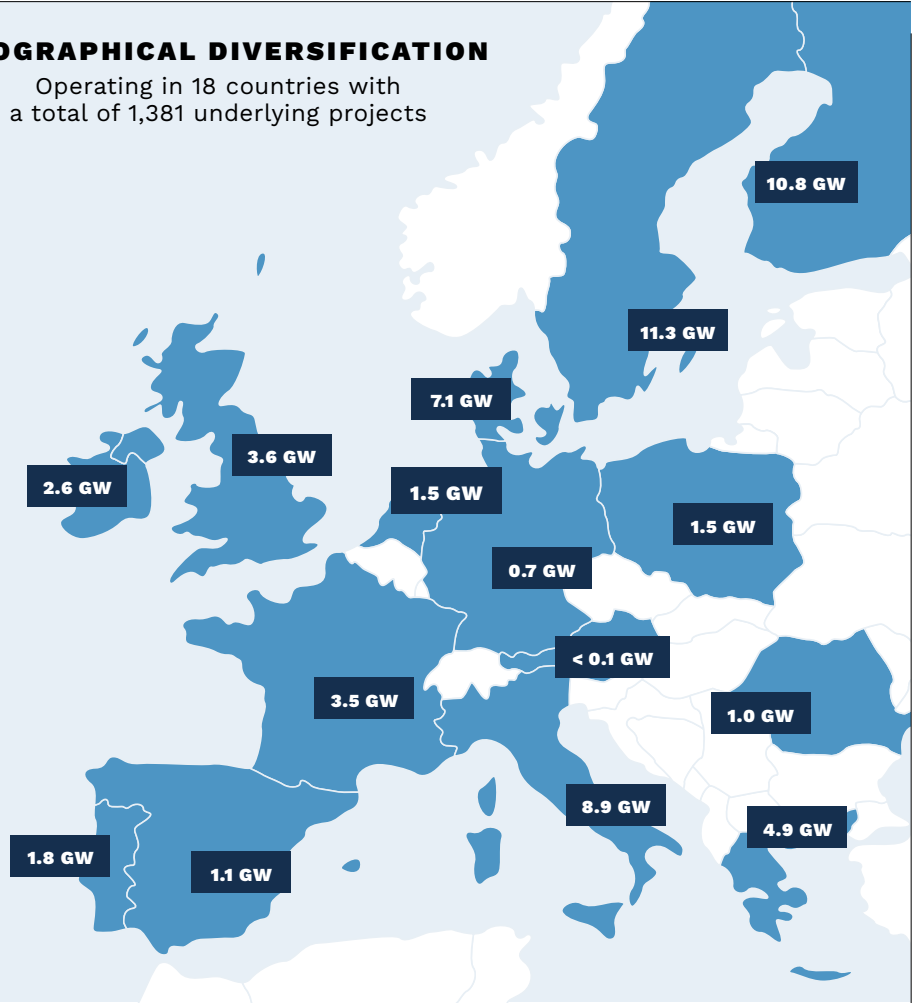 OGRAPHICAL DIVERSIFICATION
Operating in 18 countries with
a total of 1,381 underlying projects
10.8 GW
11.3 GW
7.1 GW
3.6 GW
2.6 GW
1.5 GW
1.5 GW
0.7 GW
< 0.1 GW
3.5 GW
1.0 GW
8.9 GW
4.9 GW
1.8 GW
1.1 GW